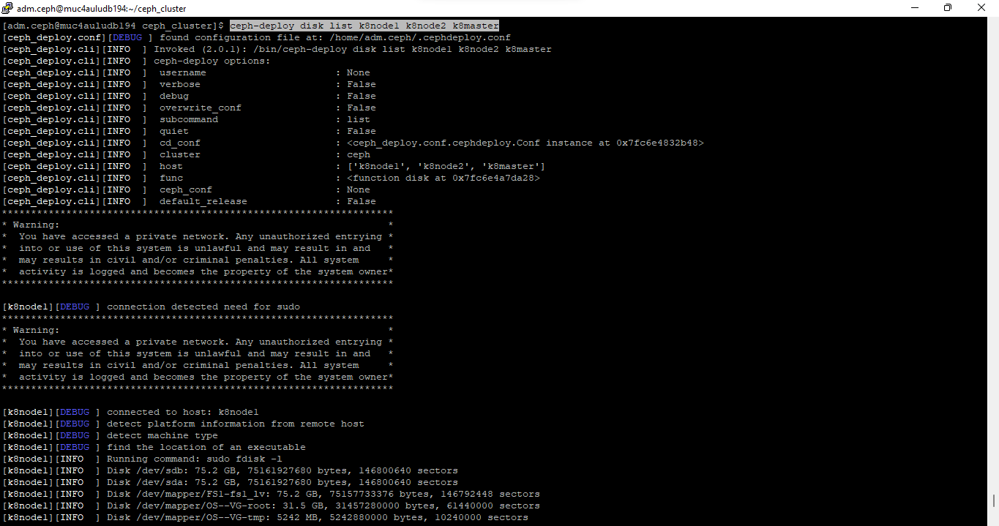 adm.ceph@muc4auludb194:~/ceph_cluster
[adm.ceph@muc4auludb194 ceph_cluster]$ ceph-deploy disk list k8node1 k8node2 k8master
[ceph_deploy.conf][DEBUG ] found configuration file at: /home/adm.ceph/.cephdeploy.conf
[ceph_deploy.cli][INFO  ] Invoked (2.0.1): /bin/ceph-deploy disk list k8node1 k8node2 k8master
[ceph_deploy.cli][INFO  ] ceph-deploy options:
[ceph_deploy.cli][INFO  ]  username                      : None
[ceph_deploy.cli][INFO  ]  verbose                       : False
[ceph_deploy.cli][INFO  ]  debug                         : False
[ceph_deploy.cli][INFO  ]  overwrite_conf                : False
[ceph_deploy.cli][INFO  ]  subcommand                    : list
[ceph_deploy.cli][INFO  ]  quiet                         : False
[ceph_deploy.cli][INFO  ]  cd_conf                       : <ceph_deploy.conf.cephdeploy.Conf instance at 0x7fc6e4832b48>
[ceph_deploy.cli][INFO  ]  cluster                       : ceph
[ceph_deploy.cli][INFO  ]  host                          : ['k8node1', 'k8node2', 'k8master']
[ceph_deploy.cli][INFO  ]  func                          : <function disk at 0x7fc6e4a7da28>
[ceph_deploy.cli][INFO  ]  ceph_conf                     : None
[ceph_deploy.cli][INFO  ]  default_release               : False
*******************************************************************
* Warning:                                                        *
*  You have accessed a private network. Any unauthorized entrying *
*  into or use of this system is unlawful and may result in and   *
*  may results in civil and/or criminal penalties. All system     *
*  activity is logged and becomes the property of the system owner*
*******************************************************************
[k8node1][DEBUG ] connection detected need for sudo
*******************************************************************
* Warning:                                                        *
*  You have accessed a private network. Any unauthorized entrying *
*  into or use of this system is unlawful and may result in and   *
*  may results in civil and/or criminal penalties. All system     *
*  activity is logged and becomes the property of the system owner*
*******************************************************************
[k8node1][DEBUG ] connected to host: k8node1
[k8node1][DEBUG ] detect platform information from remote host
[k8node1][DEBUG ] detect machine type
[k8node1][DEBUG ] find the location of an executable
[k8node1][INFO  ] Running command: sudo fdisk -l
[k8node1][INFO  ] Disk /dev/sdb: 75.2 GB, 75161927680 bytes, 146800640 sectors
[k8node1][INFO  ] Disk /dev/sda: 75.2 GB, 75161927680 bytes, 146800640 sectors
[k8node1][INFO  ] Disk /dev/mapper/FS1-fs1_lv: 75.2 GB, 75157733376 bytes, 146792448 sectors
[k8node1][INFO  ] Disk /dev/mapper/OS--VG-root: 31.5 GB, 31457280000 bytes, 61440000 sectors
[k8node1][INFO  ] Disk /dev/mapper/OS--VG-tmp: 5242 MB, 5242880000 bytes, 10240000 sectors